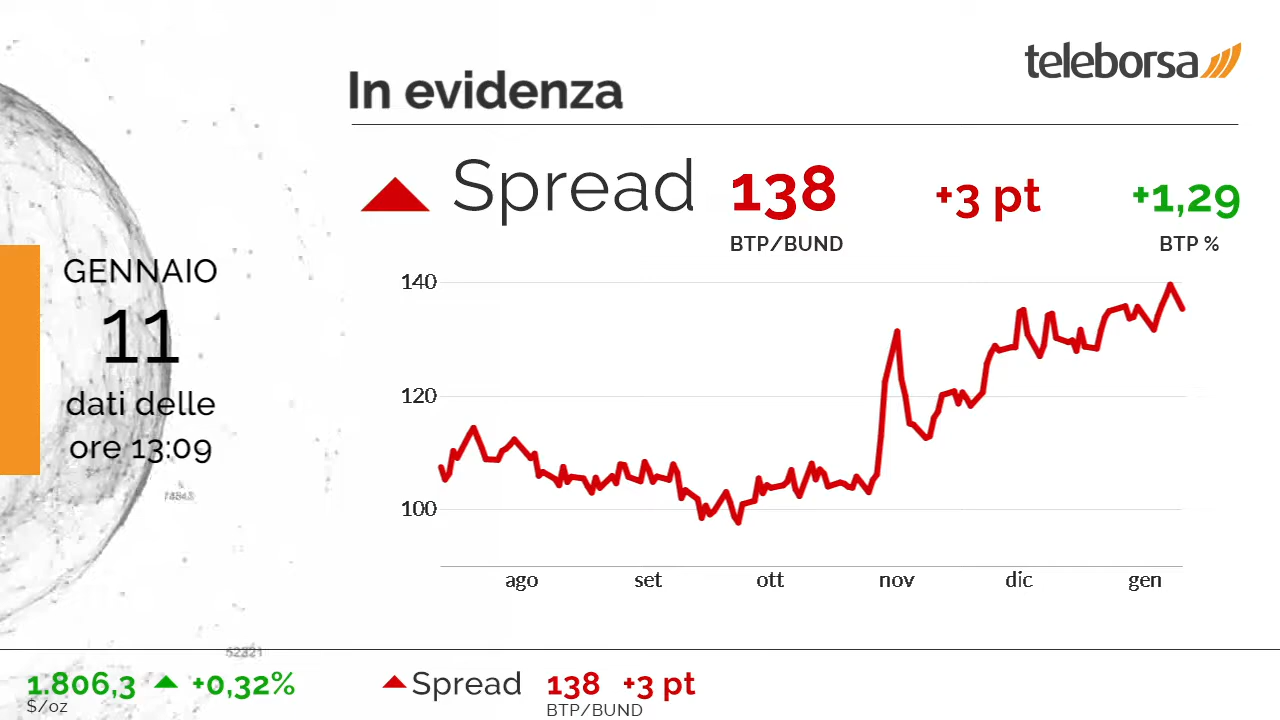 teleborsa
In evidenza
Spread 138 +3 pt +1,29
BTP/BUND BTP %
GENNAIO
11
dati delle
ore 13:09
140
120
100
ago set ott nov dic gen
52321
1.806,3 +0,32% Spread 138 +3 pt
$/oz BTP/BUND